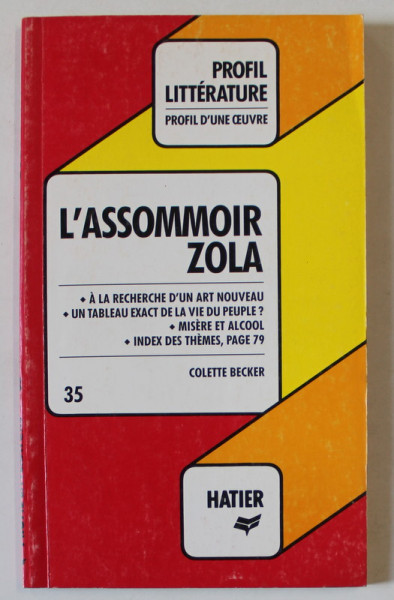 PROFIL
LITTÉRATURE
PROFIL D'UNE ŒUVRE
L'ASSOMMOIR
ZOLA
◆ À LA RECHERCHE D'UN ART NOUVEAU
◆ UN TABLEAU EXACT DE LA VIE DU PEUPLE ?
◆ MISÈRE ET ALCOOL
◆ INDEX DES THÈMES, PAGE 79
COLETTE BECKER
35
HATIER